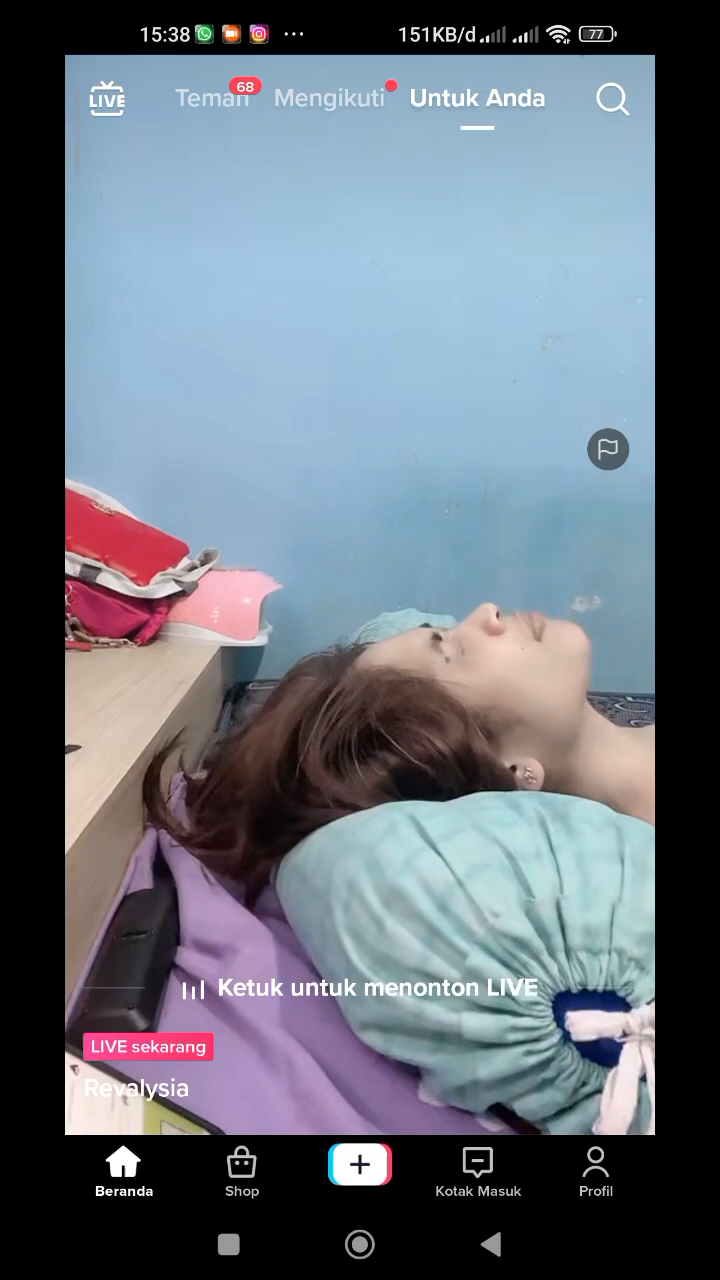 15:38 ... 151KB/d 77
LIVE Teman 68 Mengikuti Untuk Anda
Ketuk untuk menonton LIVE
LIVE sekarang
Revalysia
Beranda Shop Kotak Masuk Profil